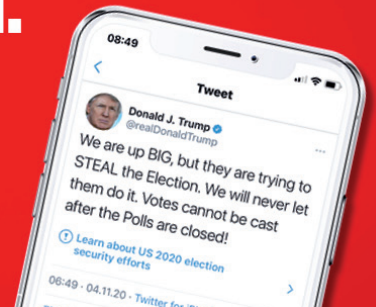 .
08:49
Tweet
Donald J. Trump
@realDonaldTrump
We are up BIG, but they are trying to
STEAL the Election. We will never let
them do it. Votes cannot be cast
after the Polls are closed!
Learn about US 2020 election
security efforts
06:49 · 04.11.20 · Twitter for